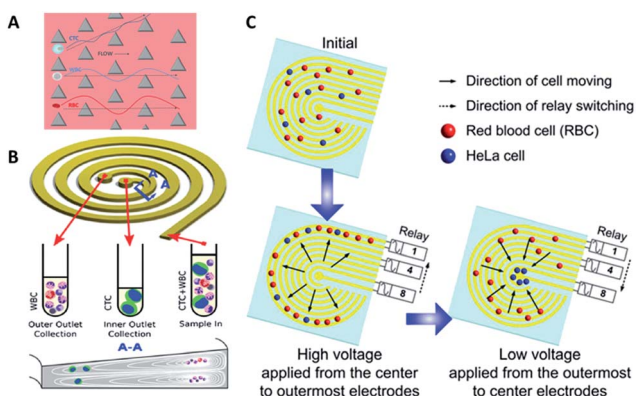 A
CTC
FLOW
WBC
RBC
B
A
A
WBC
Outer Outlet
Collection
CTC
Inner Outlet
Collection
CTC+WBC
Sample In
A-A
C
Initial
Direction of cell moving
Direction of relay switching
Red blood cell (RBC)
HeLa cell
Relay
1
4
8
High voltage
applied from the center
to outermost electrodes
Relay
1
4
8
Low voltage
applied from the outermost
to center electrodes